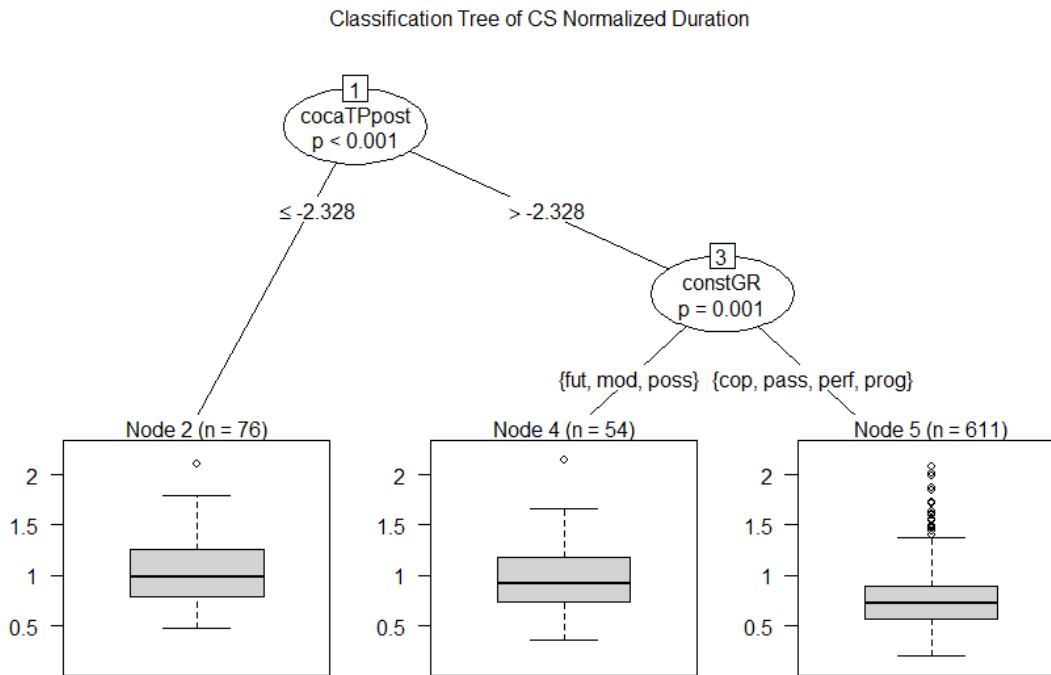 Classification Tree of CS Normalized Duration
1
cocaTPpost
p < 0.001
≤ -2.328
> -2.328
3
constGR
p = 0.001
{fut, mod, poss}
{cop, pass, perf, prog}
Node 2 (n = 76)
2
1.5
1
0.5
Node 4 (n = 54)
2
1.5
1
0.5
Node 5 (n = 611)
2
1.5
1
0.5